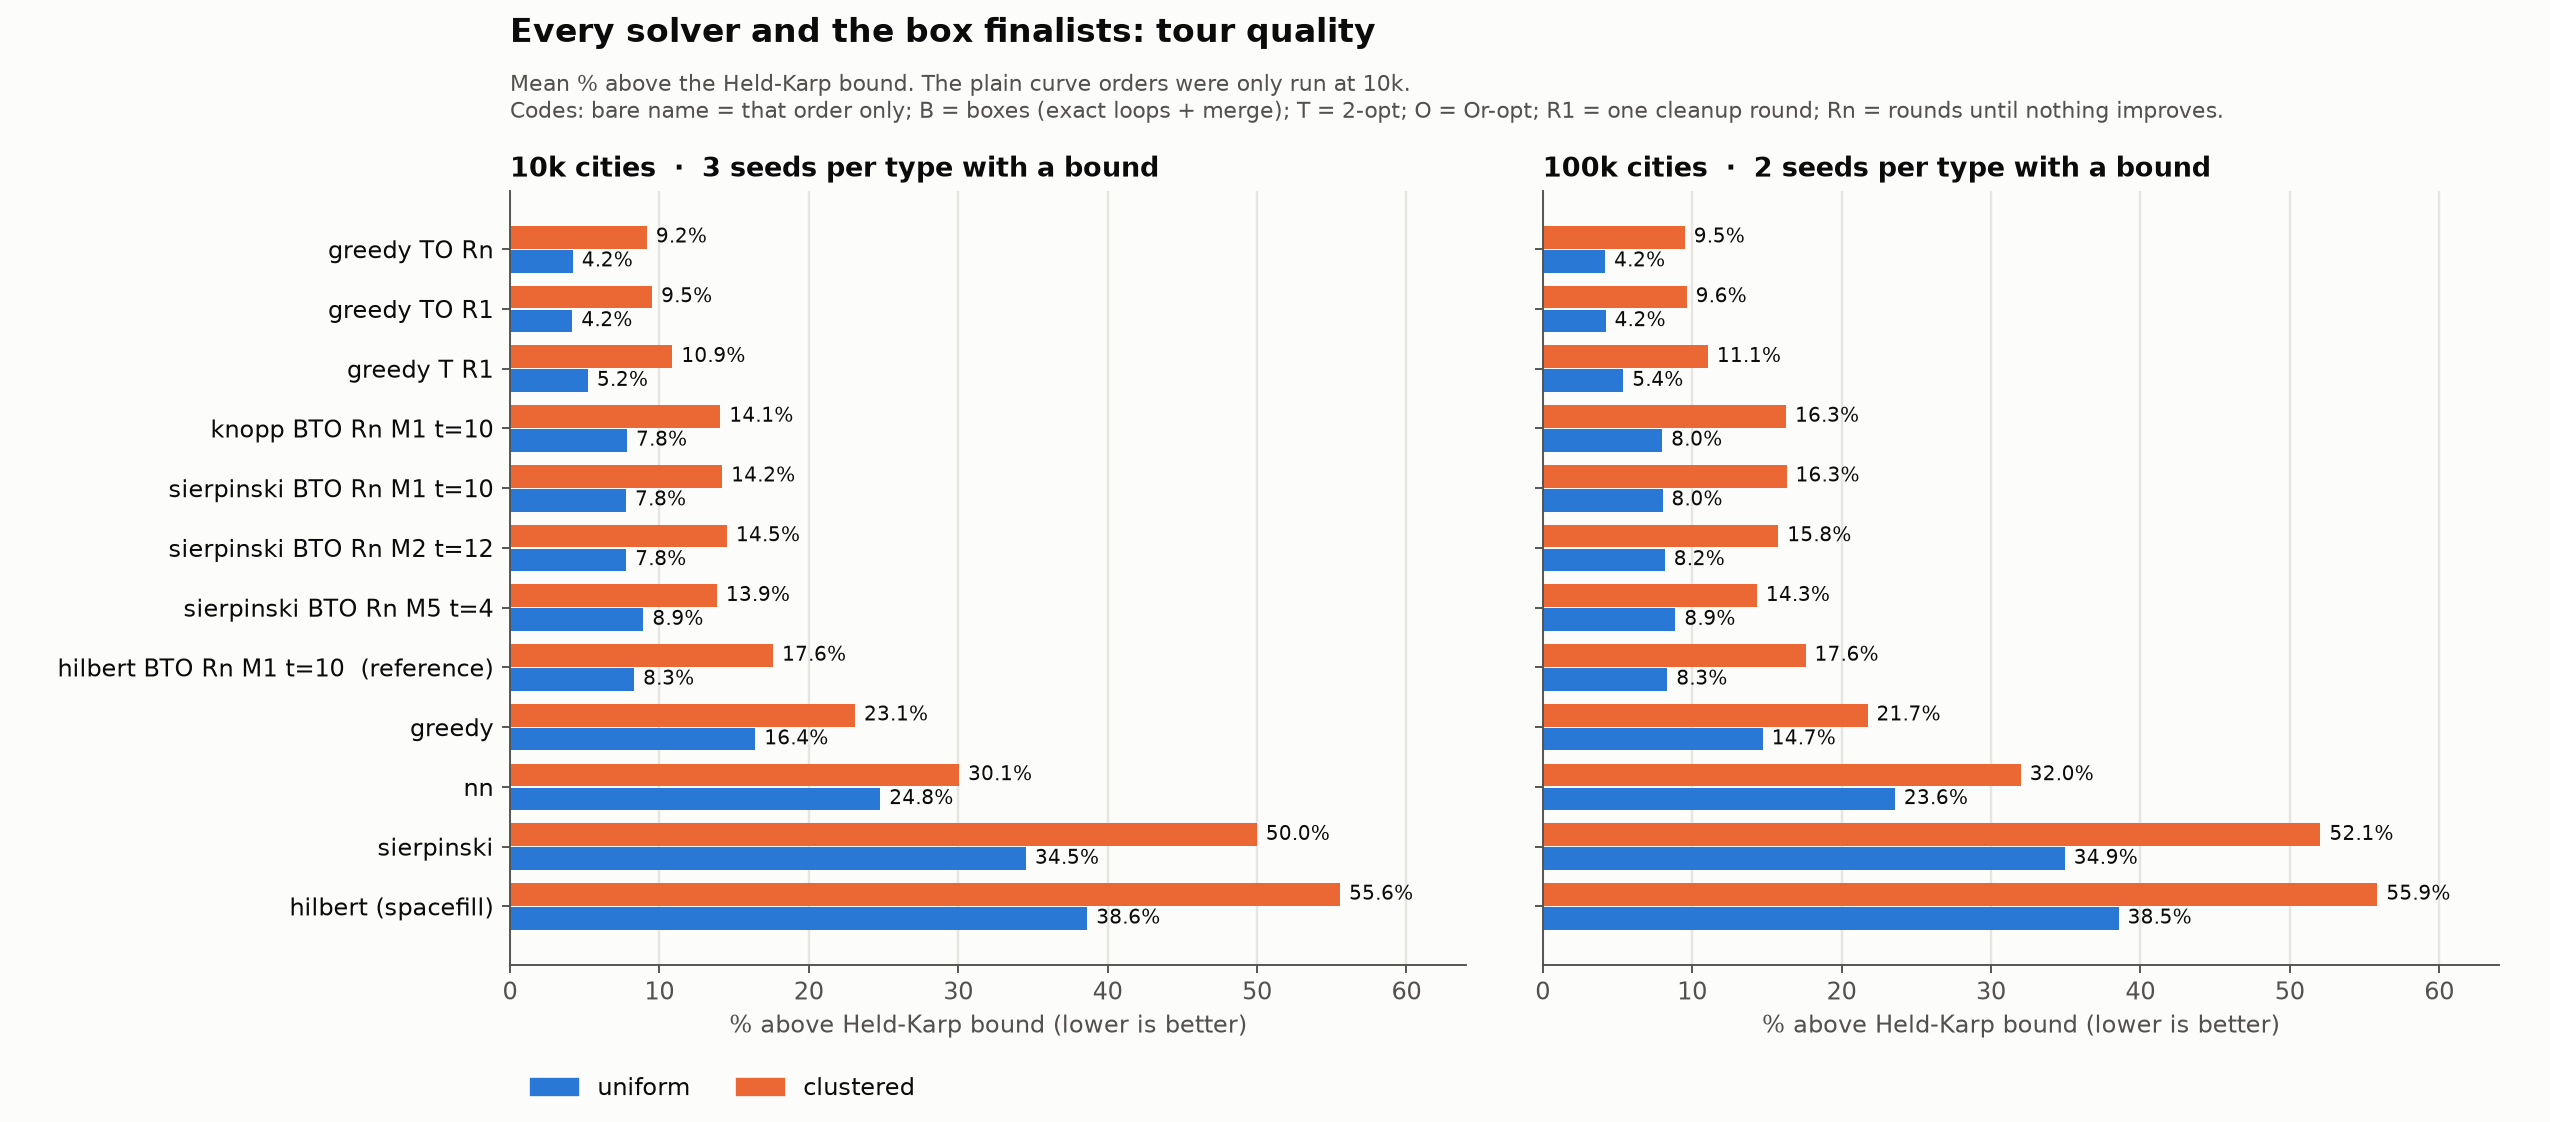 Every solver and the box finalists: tour quality
Mean % above the Held-Karp bound. The plain curve orders were only run at 10k.
Codes: bare name = that order only; B = boxes (exact loops + merge); T = 2-opt; O = Or-opt; R1 = one cleanup round; Rn = rounds until nothing improves.
10k cities · 3 seeds per type with a bound
100k cities · 2 seeds per type with a bound
greedy TO Rn 9.2% 9.5%
4.2% 4.2%
greedy TO R1 9.5% 9.6%
4.2% 4.2%
greedy T R1 10.9% 11.1%
5.2% 5.4%
knopp BTO Rn M1 t=10 14.1% 16.3%
7.8% 8.0%
sierpinski BTO Rn M1 t=10 14.2% 16.3%
7.8% 8.0%
sierpinski BTO Rn M2 t=12 14.5% 15.8%
7.8% 8.2%
sierpinski BTO Rn M5 t=4 13.9% 14.3%
8.9% 8.9%
hilbert BTO Rn M1 t=10 (reference) 17.6% 17.6%
8.3% 8.3%
greedy 23.1% 21.7%
16.4% 14.7%
nn 30.1% 32.0%
24.8% 23.6%
sierpinski 50.0% 52.1%
34.5% 34.9%
hilbert (spacefill) 55.6% 55.9%
38.6% 38.5%
0 10 20 30 40 50 60
0 10 20 30 40 50 60
% above Held-Karp bound (lower is better)
% above Held-Karp bound (lower is better)
uniform clustered